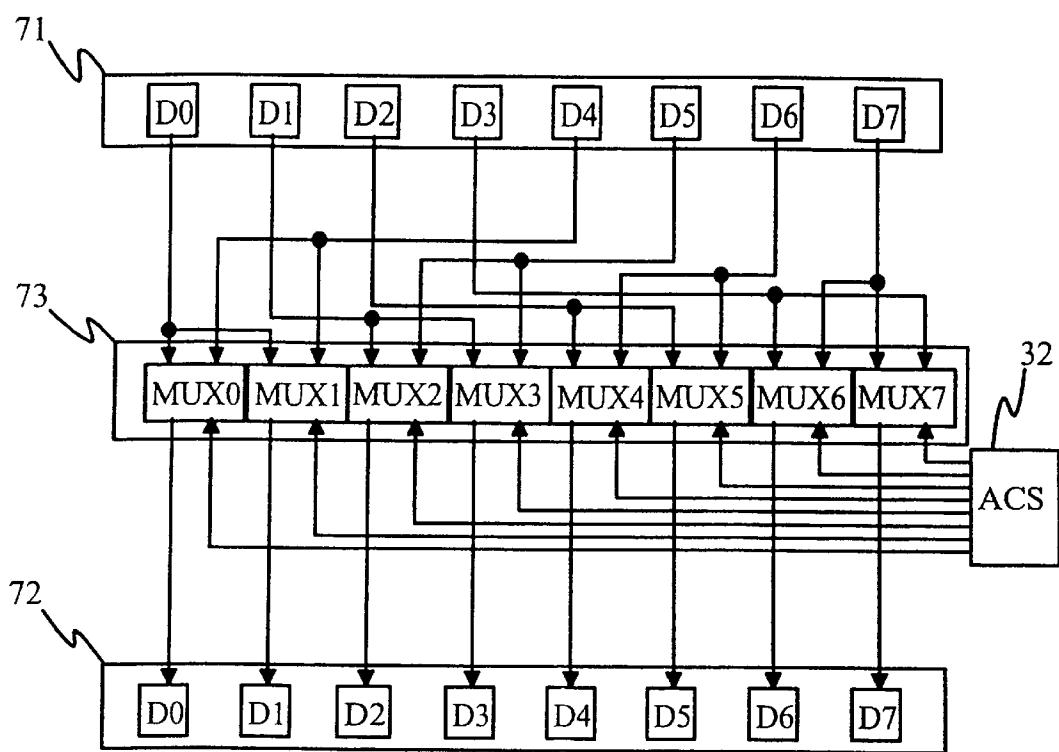 71
D0 D1 D2 D3 D4 D5 D6 D7
73
32
MUX0 MUX1 MUX2 MUX3 MUX4 MUX5 MUX6 MUX7
ACS
72
D0 D1 D2 D3 D4 D5 D6 D7